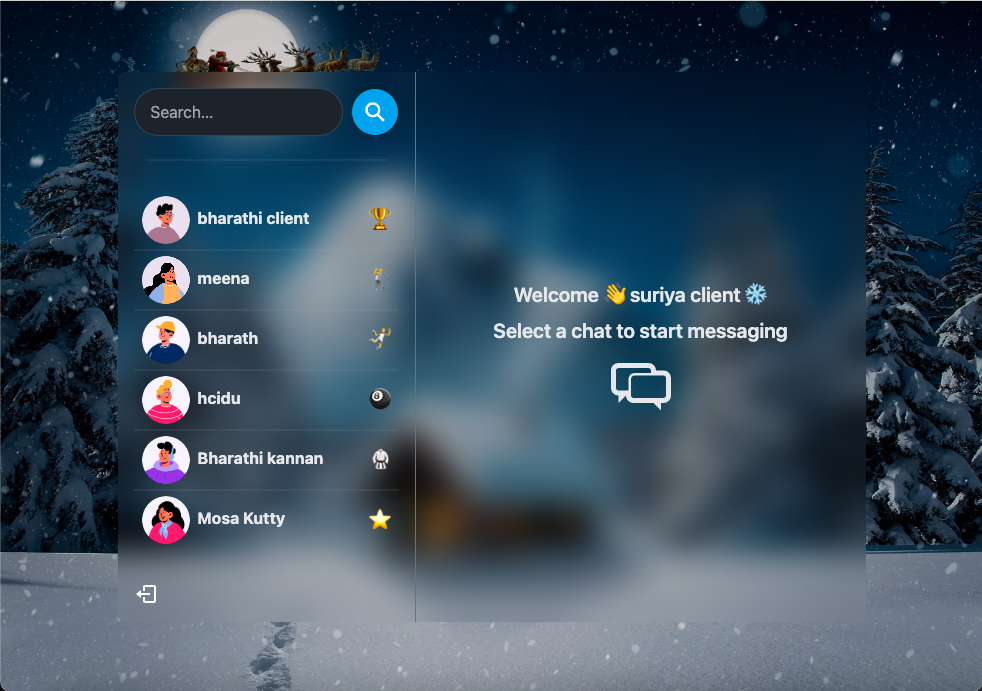 Search...
bharathi client 🏆
meena
bharath
hcidu
Bharathi kannan
Mosa Kutty ⭐
Welcome 👋 suriya client ❄️
Select a chat to start messaging